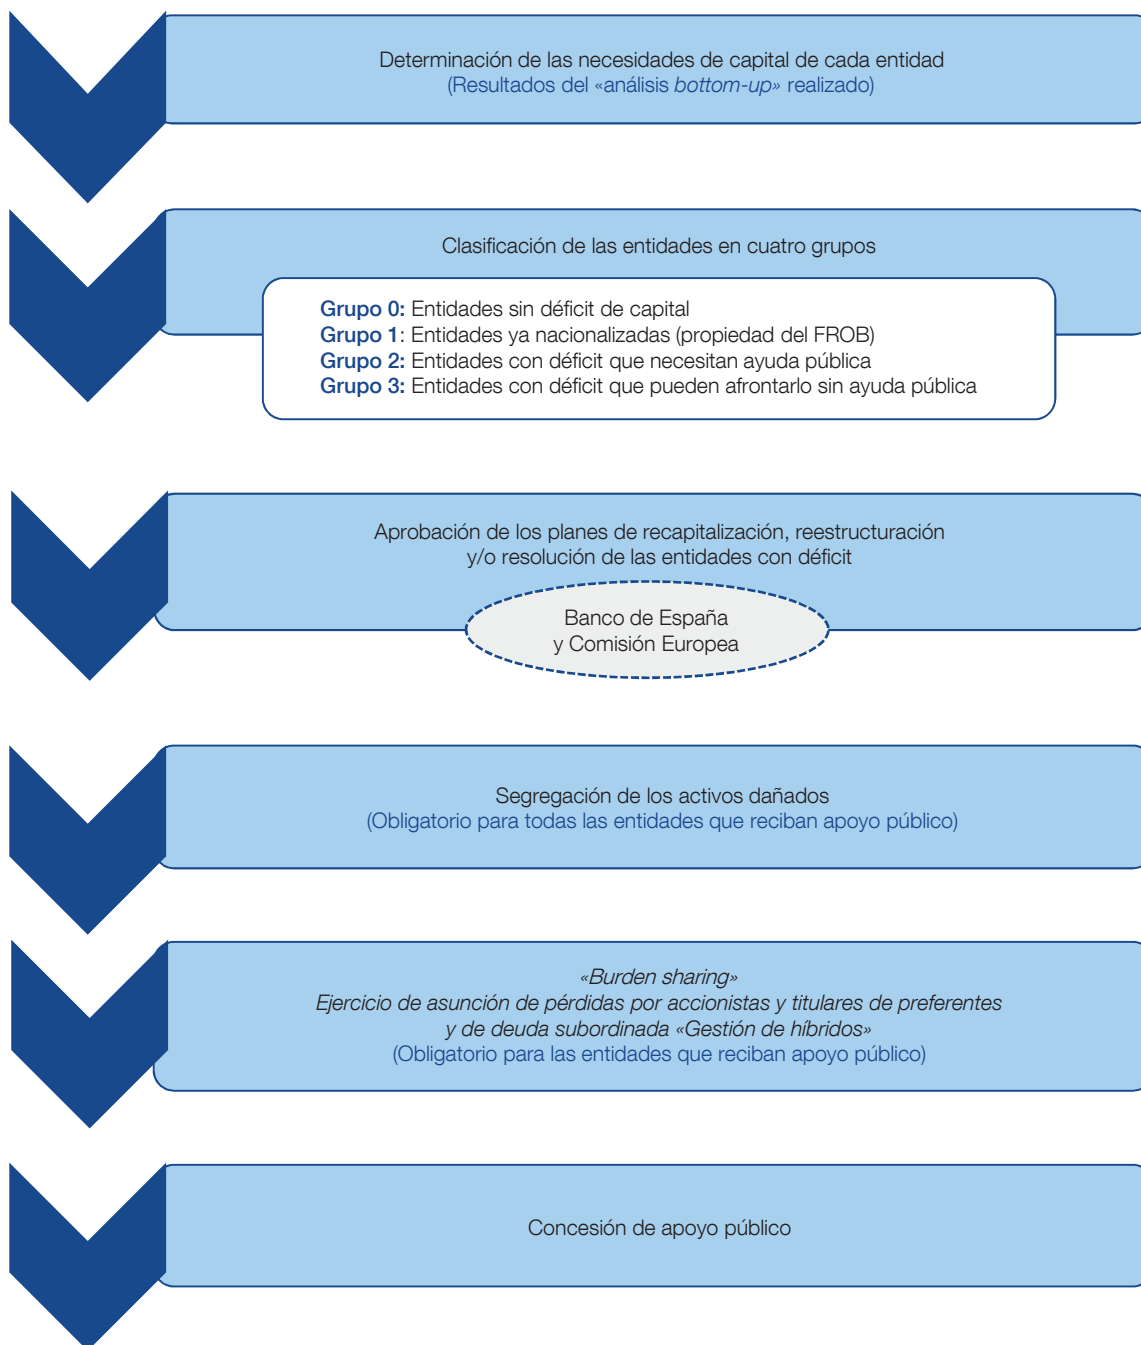 Determinación de las necesidades de capital de cada entidad
(Resultados del «análisis bottom-up» realizado)
Clasificación de las entidades en cuatro grupos
Grupo 0: Entidades sin déficit de capital
Grupo 1: Entidades ya nacionalizadas (propiedad del FROB)
Grupo 2: Entidades con déficit que necesitan ayuda pública
Grupo 3: Entidades con déficit que pueden afrontarlo sin ayuda pública
Aprobación de los planes de recapitalización, reestructuración
y/o resolución de las entidades con déficit
Banco de España
y Comisión Europea
Segregación de los activos dañados
(Obligatorio para todas las entidades que reciban apoyo público)
«Burden sharing»
Ejercicio de asunción de pérdidas por accionistas y titulares de preferentes
y de deuda subordinada «Gestión de híbridos»
(Obligatorio para las entidades que reciban apoyo público)
Concesión de apoyo público